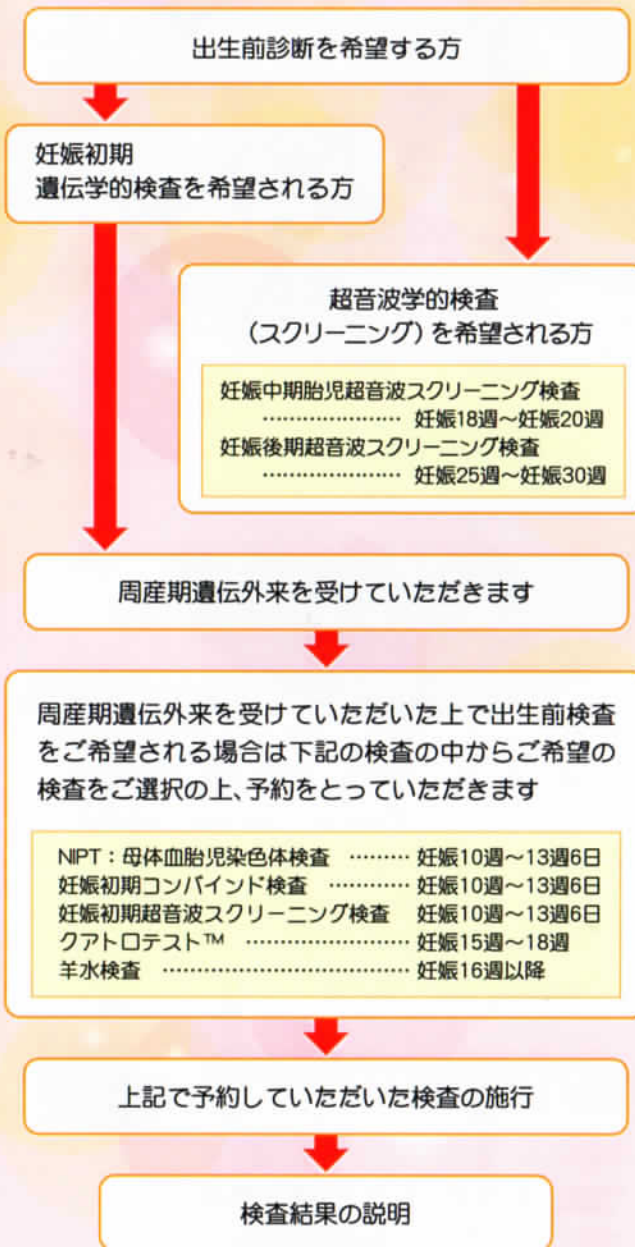 出生前診断を希望する方
妊娠初期
遺伝学的検査を希望される方
超音波学的検査
（スクリーニング）を希望される方
妊娠中期胎児超音波スクリーニング検査
………………… 妊娠18週～妊娠20週
妊娠後期超音波スクリーニング検査
………………… 妊娠25週～妊娠30週
周産期遺伝外来を受けていただきます
周産期遺伝外来を受けていただいた上で出生前検査
をご希望される場合は下記の検査の中からご希望の
検査をご選択の上、予約をとっていただきます
NIPT：母体血胎児染色体検査 ……… 妊娠10週～13週6日
妊娠初期コンバインド検査 ………… 妊娠10週～13週6日
妊娠初期超音波スクリーニング検査 妊娠10週～13週6日
クアトロテスト™ …………………… 妊娠15週～18週
羊水検査 ……………………………… 妊娠16週以降
上記で予約していただいた検査の施行
検査結果の説明